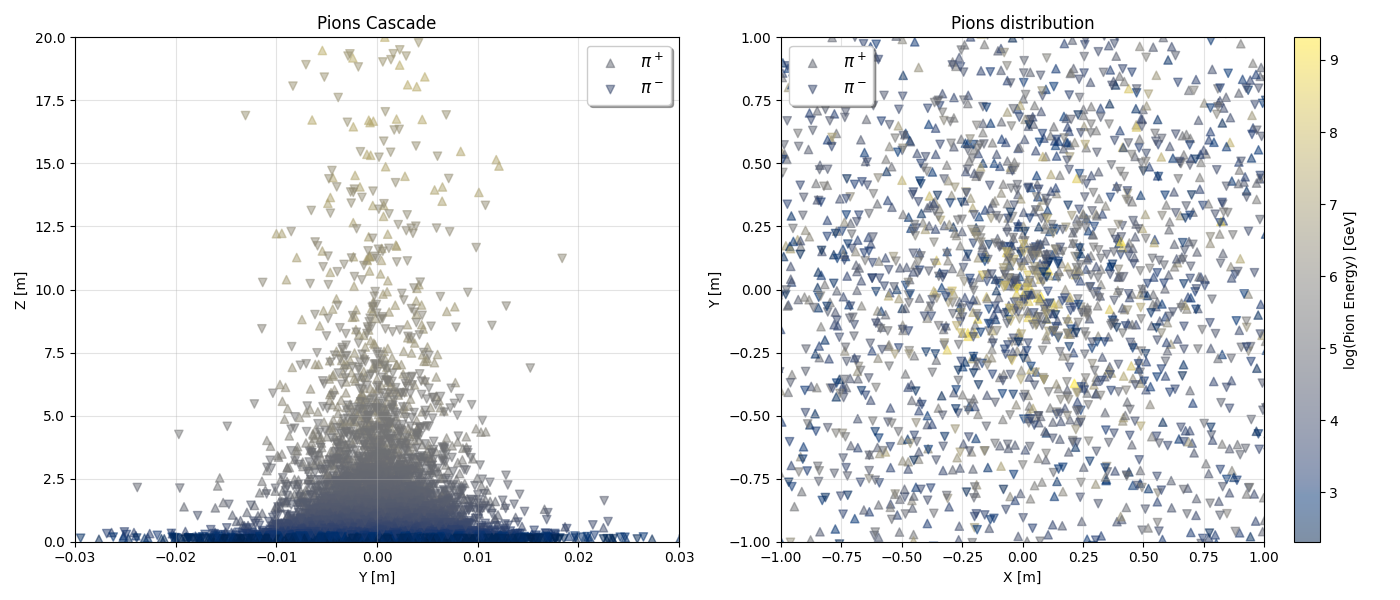 Pions Cascade
Z [m]
20.0
17.5
15.0
12.5
10.0
7.5
5.0
2.5
0.0
π+
π−
−0.03 −0.02 −0.01 0.00 0.01 0.02 0.03
Y [m]
Pions distribution
Y [m]
1.00
0.75
0.50
0.25
0.00
−0.25
−0.50
−0.75
−1.00
π+
π−
−1.00 −0.75 −0.50 −0.25 0.00 0.25 0.50 0.75 1.00
X [m]
9
8
7
6
5
4
3
log(Pion Energy) [GeV]